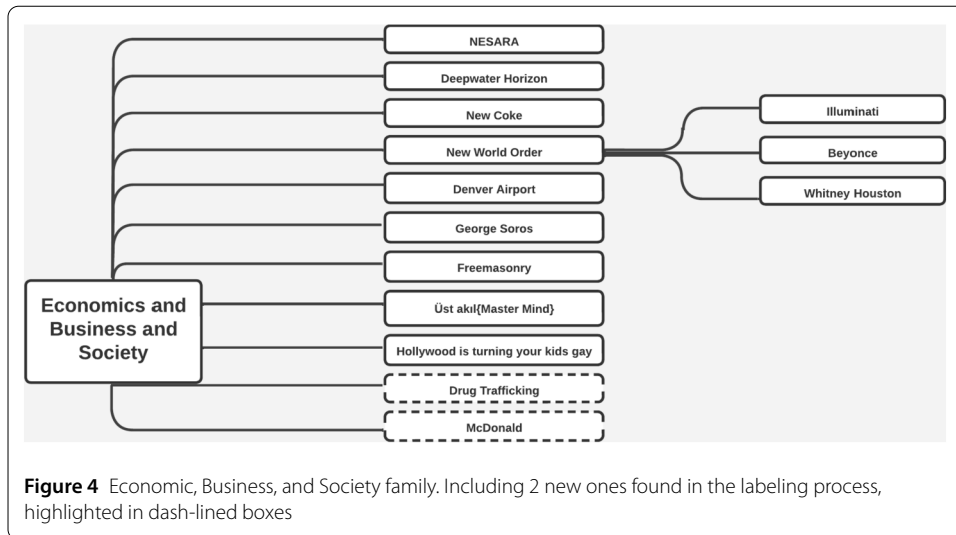 NESARA
Deepwater Horizon
New Coke
New World Order
Denver Airport
George Soros
Freemasonry
Üst akıl{Master Mind}
Hollywood is turning your kids gay
Drug Trafficking
McDonald
Illuminati
Beyonce
Whitney Houston
Economics and
Business and
Society
Figure 4 Economic, Business, and Society family. Including 2 new ones found in the labeling process,
highlighted in dash-lined boxes